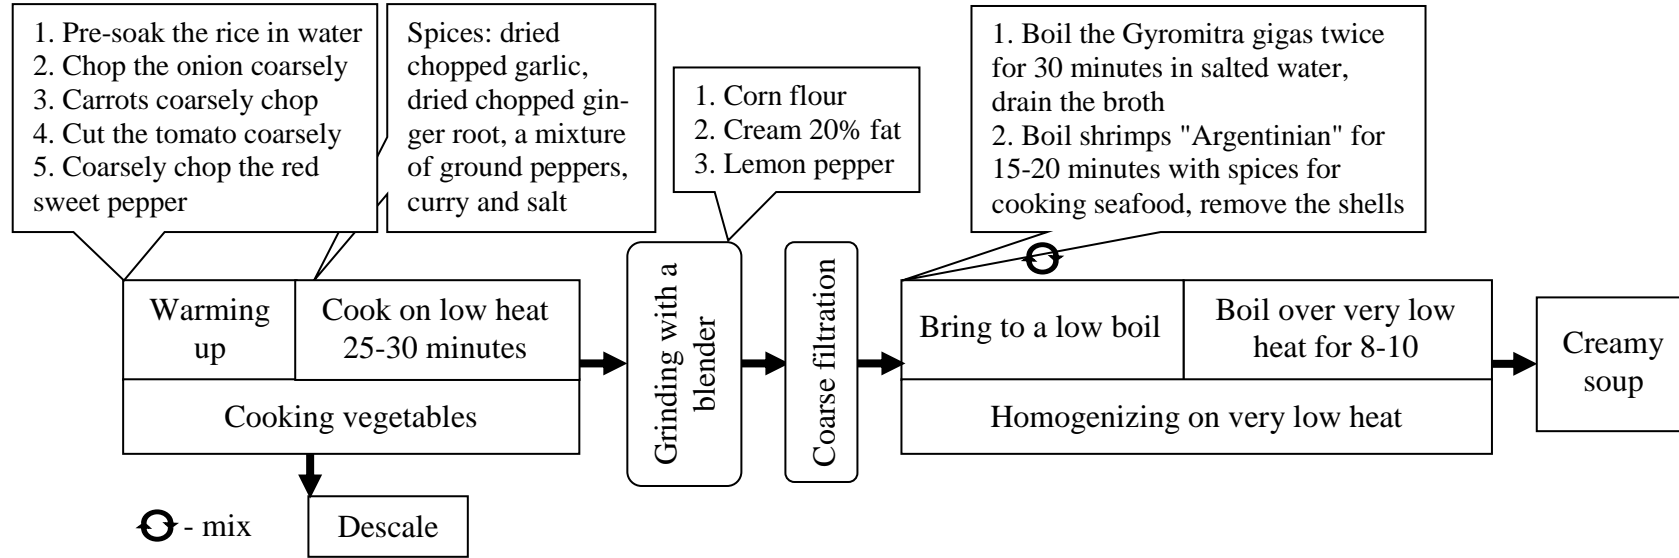 1. Pre-soak the rice in water
2. Chop the onion coarsely
3. Carrots coarsely chop
4. Cut the tomato coarsely
5. Coarsely chop the red
sweet pepper
Spices: dried
chopped garlic,
dried chopped gin-
ger root, a mixture
of ground peppers,
curry and salt
1. Corn flour
2. Cream 20% fat
3. Lemon pepper
1. Boil the Gyromitra gigas twice
for 30 minutes in salted water,
drain the broth
2. Boil shrimps "Argentinian" for
15-20 minutes with spices for
cooking seafood, remove the shells
Warming
up
Cook on low heat
25-30 minutes
Cooking vegetables
Grinding with a
blender
Coarse filtration
Bring to a low boil
Boil over very low
heat for 8-10
Homogenizing on very low heat
Creamy
soup
- mix
Descale